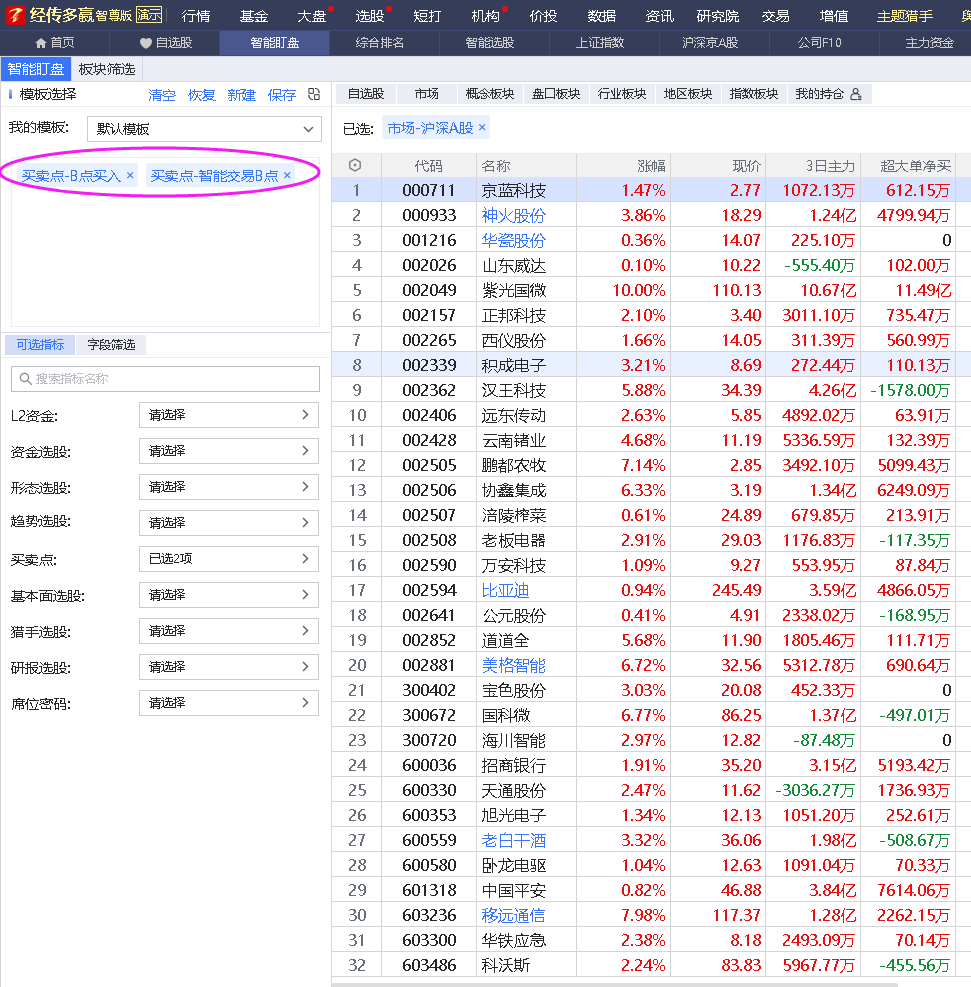 经传多赢智尊版 演示 行情 基金 大盘 选股 短打 机构 价投 数据 资讯 研究院 交易 增值 主题猎手
首页 自选股 智能盯盘 综合排名 智能选股 上证指数 沪深京A股 公司F10 主力资金
智能盯盘 板块筛选
模板选择 清空 恢复 新建 保存
我的模板: 默认模板
买卖点-B点买入 × 买卖点-智能交易B点 ×
可选指标 字段筛选
搜索指标名称
L2资金: 请选择
资金选股: 请选择
形态选股: 请选择
趋势选股: 请选择
买卖点: 已选2项
基本面选股: 请选择
猎手选股: 请选择
研报选股: 请选择
席位密码: 请选择
自选股 市场 概念板块 盘口板块 行业板块 地区板块 指数板块 我的持仓
已选: 市场-沪深A股 ×
代码 名称 涨幅 现价 3日主力 超大单净买
1 000711 京蓝科技 1.47% 2.77 1072.13万 612.15万
2 000933 神火股份 3.86% 18.29 1.24亿 4799.94万
3 001216 华瓷股份 0.36% 14.07 225.10万 0
4 002026 山东威达 0.10% 10.22 -555.40万 102.00万
5 002049 紫光国微 10.00% 110.13 10.67亿 11.49亿
6 002157 正邦科技 2.10% 3.40 3011.10万 735.47万
7 002265 西仪股份 1.66% 14.05 311.39万 560.99万
8 002339 积成电子 3.21% 8.69 272.44万 110.13万
9 002362 汉王科技 5.88% 34.39 4.26亿 -1578.00万
10 002406 远东传动 2.63% 5.85 4892.02万 63.91万
11 002428 云南锗业 4.68% 11.19 5336.59万 132.39万
12 002505 鹏都农牧 7.14% 2.85 3492.10万 5099.43万
13 002506 协鑫集成 6.33% 3.19 1.34亿 6249.09万
14 002507 涪陵榨菜 0.61% 24.89 679.85万 213.91万
15 002508 老板电器 2.91% 29.03 1176.83万 -117.35万
16 002590 万安科技 1.09% 9.27 553.95万 87.84万
17 002594 比亚迪 0.94% 245.49 3.59亿 4866.05万
18 002641 公元股份 0.41% 4.91 2338.02万 -168.95万
19 002852 道道全 5.68% 11.90 1805.46万 111.71万
20 002881 美格智能 6.72% 32.56 5312.78万 690.64万
21 300402 宝色股份 3.03% 20.08 452.33万 0
22 300672 国科微 6.77% 86.25 1.37亿 -497.01万
23 300720 海川智能 2.97% 12.82 -87.48万 0
24 600036 招商银行 1.91% 35.20 3.15亿 5193.42万
25 600330 天通股份 2.47% 11.62 -3036.27万 1736.93万
26 600353 旭光电子 1.34% 12.13 1051.20万 252.61万
27 600559 老白干酒 3.32% 36.06 1.98亿 -508.67万
28 600580 卧龙电驱 1.04% 12.63 1091.04万 70.33万
29 601318 中国平安 0.82% 46.88 3.84亿 7614.06万
30 603236 移远通信 7.98% 117.37 1.28亿 2262.15万
31 603300 华铁应急 2.38% 8.18 2493.09万 70.14万
32 603486 科沃斯 2.24% 83.83 5967.77万 -455.56万